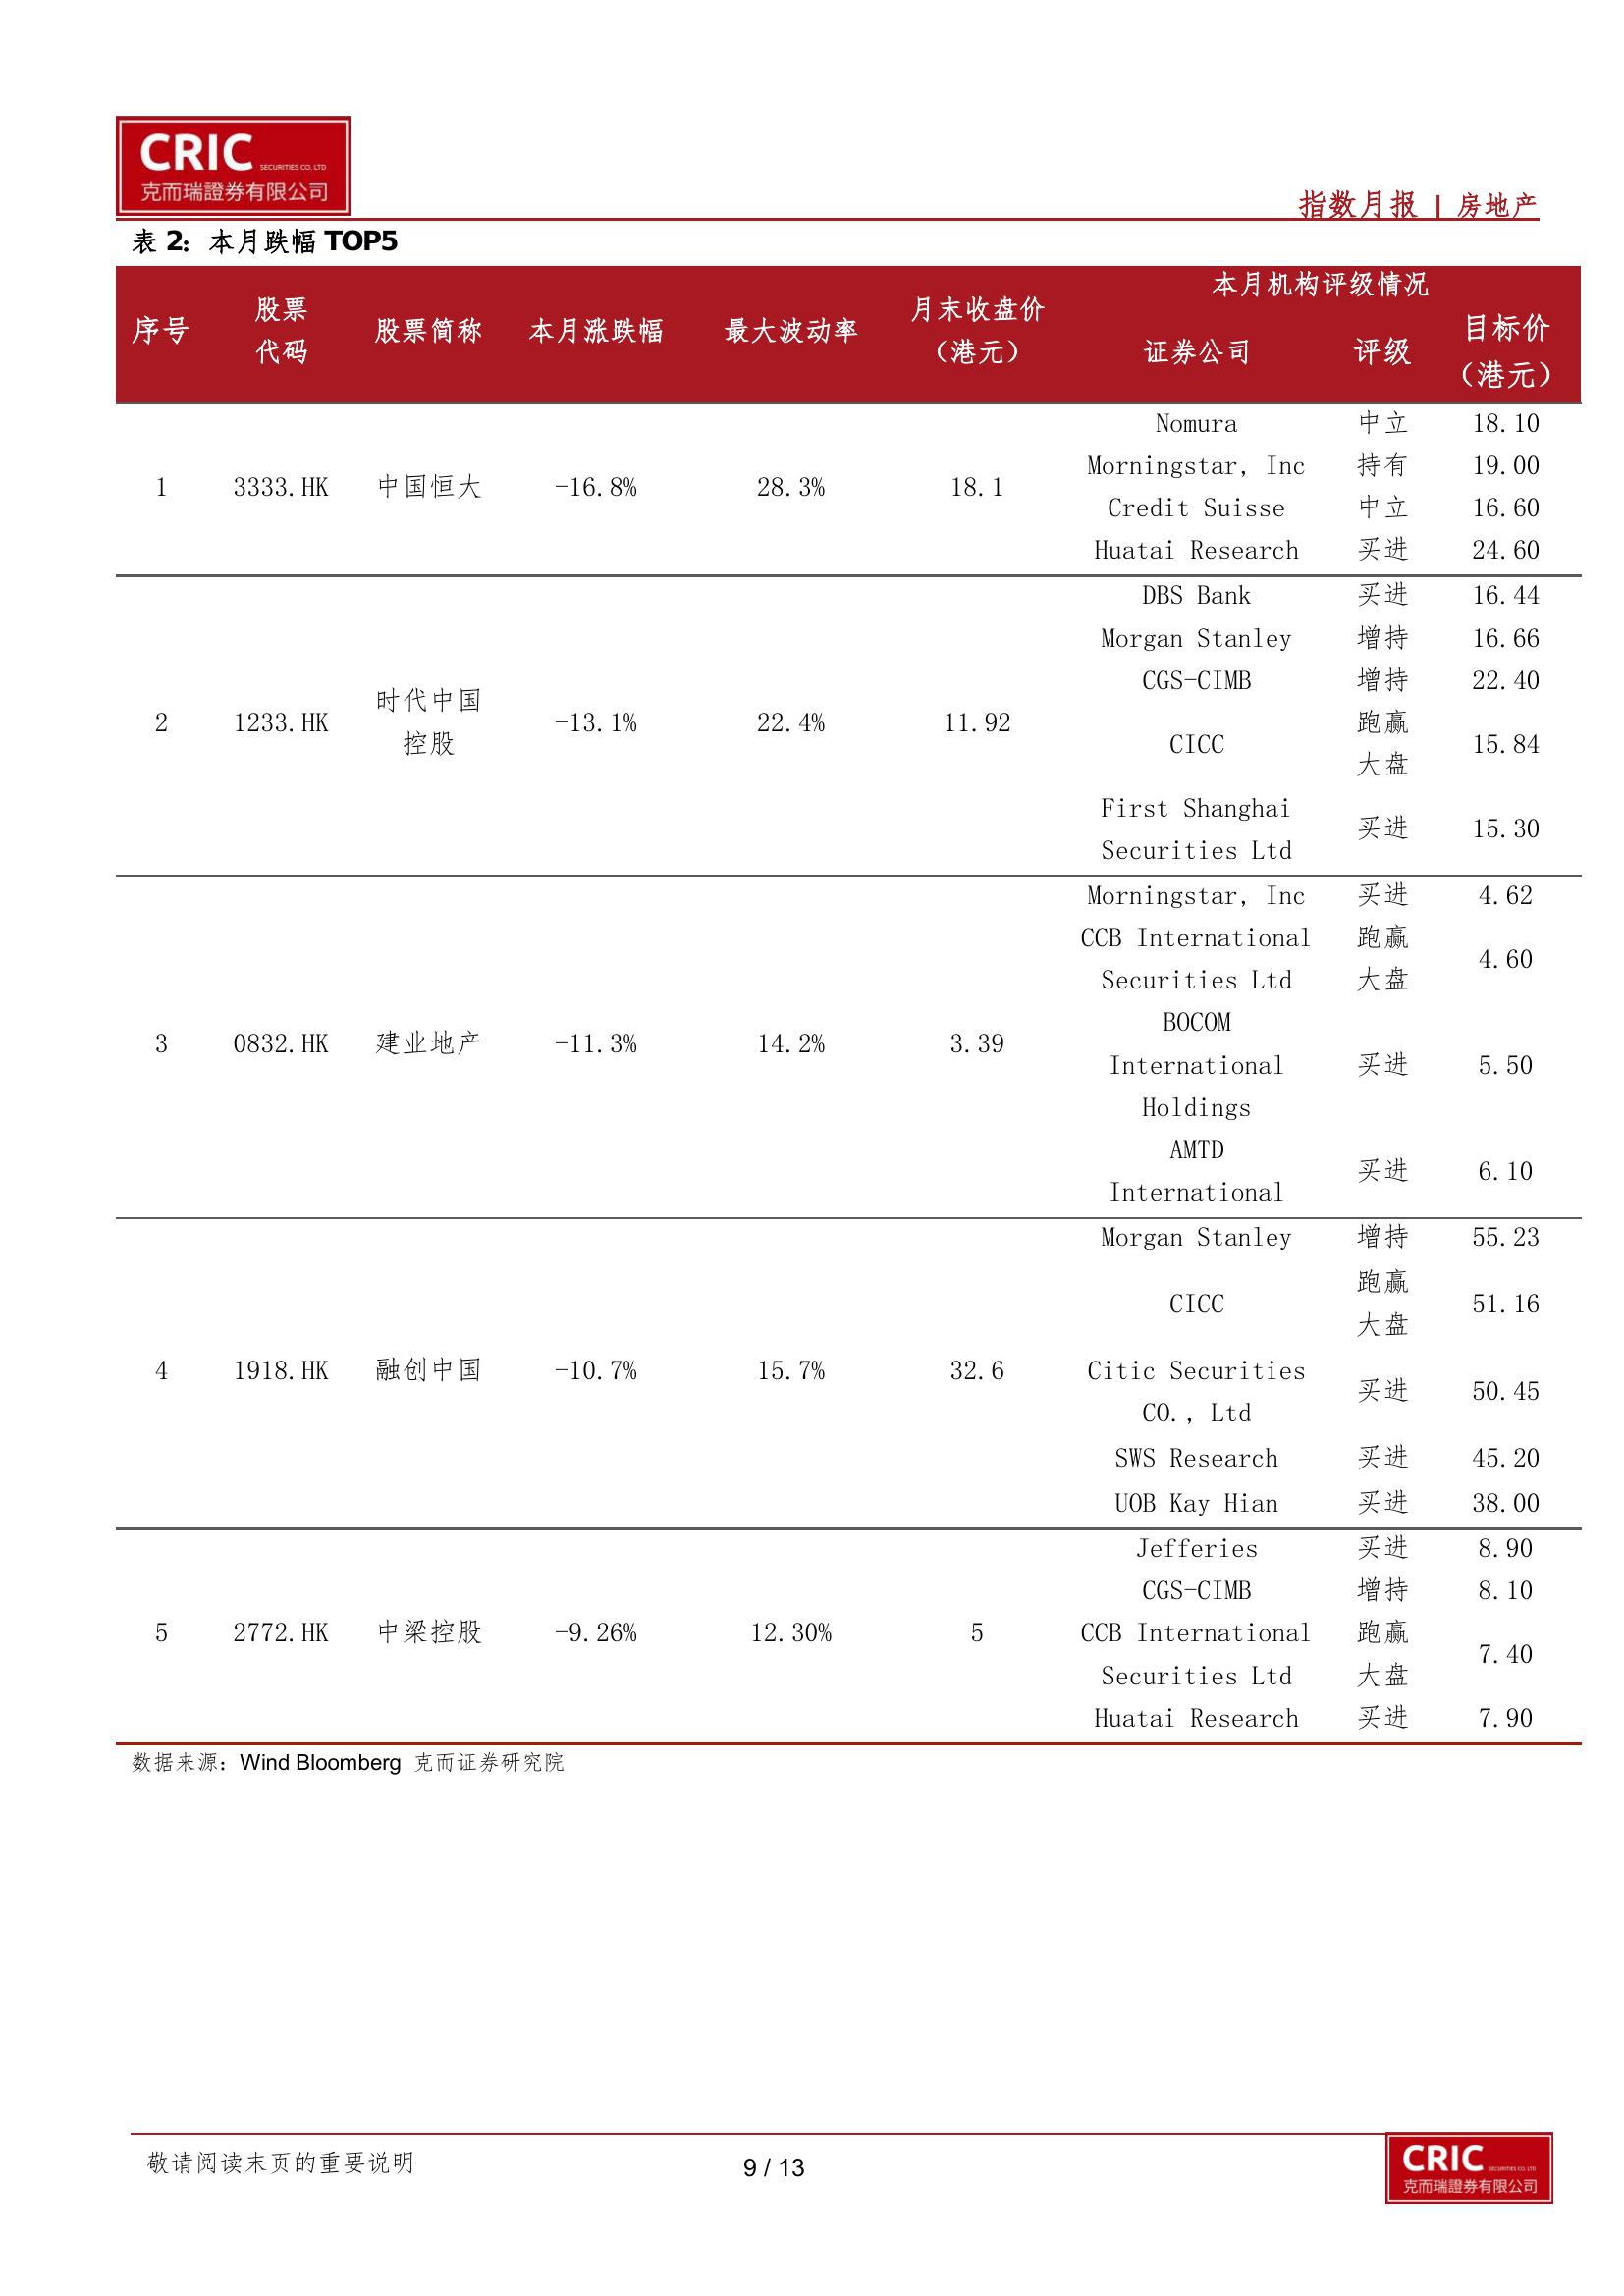 CRIC SECURITIES CO. LTD
克而瑞證券有限公司
指数月报 | 房地产
表 2：本月跌幅 TOP5
序号 股票代码 股票简称 本月涨跌幅 最大波动率 月末收盘价（港元） 本月机构评级情况
证券公司 评级 目标价（港元）
1 3333.HK 中国恒大 -16.8% 28.3% 18.1
Nomura 中立 18.10
Morningstar, Inc 持有 19.00
Credit Suisse 中立 16.60
Huatai Research 买进 24.60
2 1233.HK 时代中国控股 -13.1% 22.4% 11.92
DBS Bank 买进 16.44
Morgan Stanley 增持 16.66
CGS-CIMB 增持 22.40
CICC 跑赢大盘 15.84
First Shanghai Securities Ltd 买进 15.30
3 0832.HK 建业地产 -11.3% 14.2% 3.39
Morningstar, Inc 买进 4.62
CCB International Securities Ltd 跑赢大盘 4.60
BOCOM International Holdings 买进 5.50
AMTD International 买进 6.10
4 1918.HK 融创中国 -10.7% 15.7% 32.6
Morgan Stanley 增持 55.23
CICC 跑赢大盘 51.16
Citic Securities CO., Ltd 买进 50.45
SWS Research 买进 45.20
UOB Kay Hian 买进 38.00
5 2772.HK 中梁控股 -9.26% 12.30% 5
Jefferies 买进 8.90
CGS-CIMB 增持 8.10
CCB International Securities Ltd 跑赢大盘 7.40
Huatai Research 买进 7.90
数据来源：Wind Bloomberg 克而证券研究院
敬请阅读末页的重要说明
9 / 13
CRIC SECURITIES CO. LTD
克而瑞證券有限公司